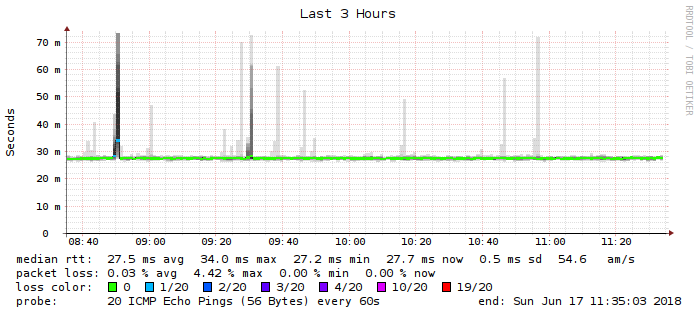 Last 3 Hours
RRDTOOL / TOBI OETIKER
Seconds
70 m
60 m
50 m
40 m
30 m
20 m
10 m
0
08:40 09:00 09:20 09:40 10:00 10:20 10:40 11:00 11:20
median rtt: 27.5 ms avg 34.0 ms max 27.2 ms min 27.7 ms now 0.5 ms sd 54.6 am/s
packet loss: 0.03 % avg 4.42 % max 0.00 % min 0.00 % now
loss color: 0 1/20 2/20 3/20 4/20 10/20 19/20
probe: 20 ICMP Echo Pings (56 Bytes) every 60s end: Sun Jun 17 11:35:03 2018